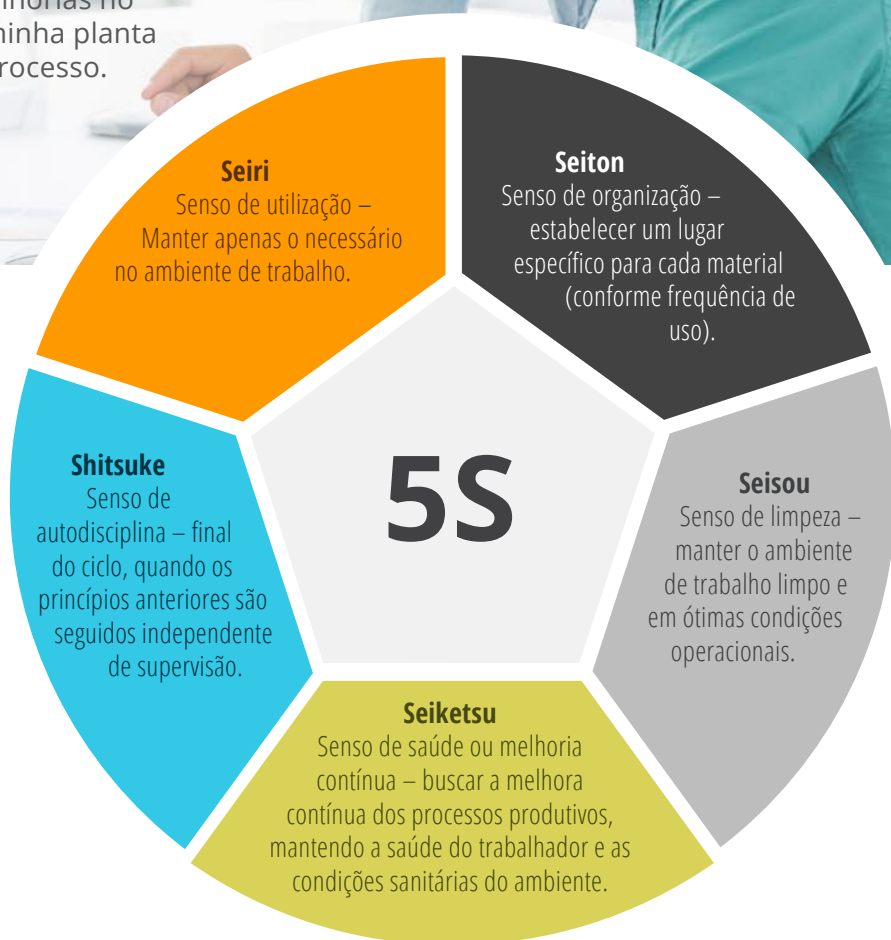 minha planta
rocesso.
Seiri
Senso de utilização –
Manter apenas o necessário
no ambiente de trabalho.
Seiton
Senso de organização –
estabelecer um lugar
específico para cada material
(conforme frequência de
uso).
Shitsuke
Senso de
autodisciplina – final
do ciclo, quando os
princípios anteriores são
seguidos independente
de supervisão.
5S
Seisou
Senso de limpeza –
manter o ambiente
de trabalho limpo e
em ótimas condições
operacionais.
Seiketsu
Senso de saúde ou melhoria
contínua – buscar a melhora
contínua dos processos produtivos,
mantendo a saúde do trabalhador e as
condições sanitárias do ambiente.